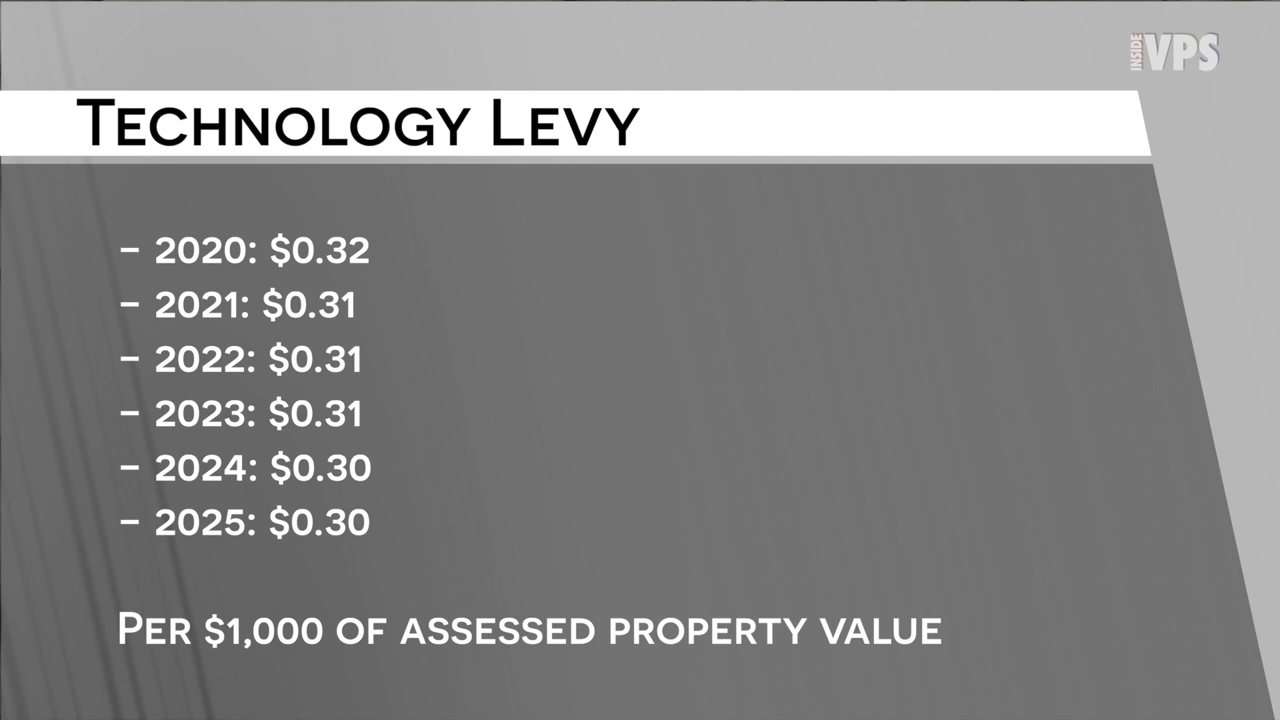 INSIDE VPS
Technology Levy
- 2020: $0.32
- 2021: $0.31
- 2022: $0.31
- 2023: $0.31
- 2024: $0.30
- 2025: $0.30
Per $1,000 of assessed property value